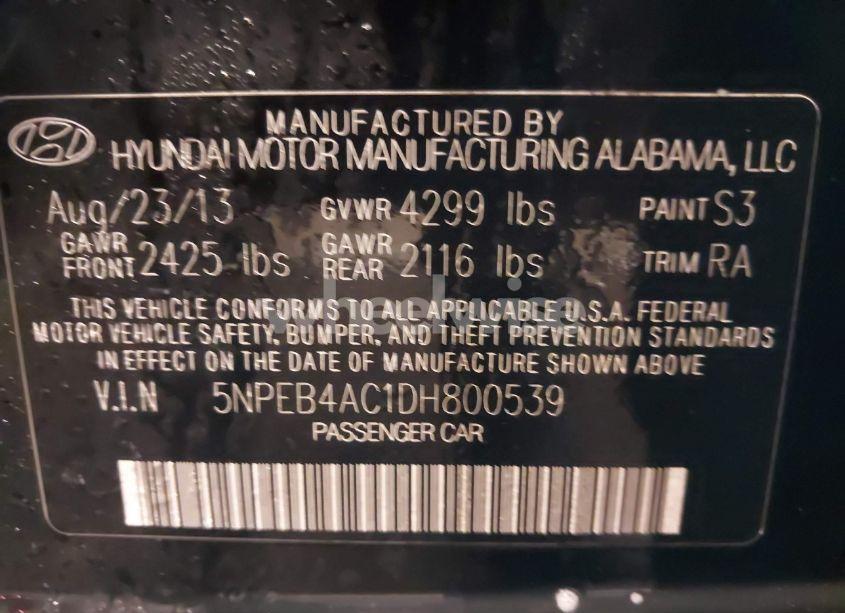 MANUFACTURED BY
HYUNDAI MOTOR MANUFACTURING ALABAMA, LLC
Aug/23/13 GVWR 4299 lbs PAINT S3
GAWR FRONT 2425 lbs GAWR REAR 2116 lbs TRIM RA
THIS VEHICLE CONFORMS TO ALL APPLICABLE U.S.A. FEDERAL
MOTOR VEHICLE SAFETY, BUMPER, AND THEFT PREVENTION STANDARDS
IN EFFECT ON THE DATE OF MANUFACTURE SHOWN ABOVE
V.I.N 5NPEB4AC1DH800539
PASSENGER CAR